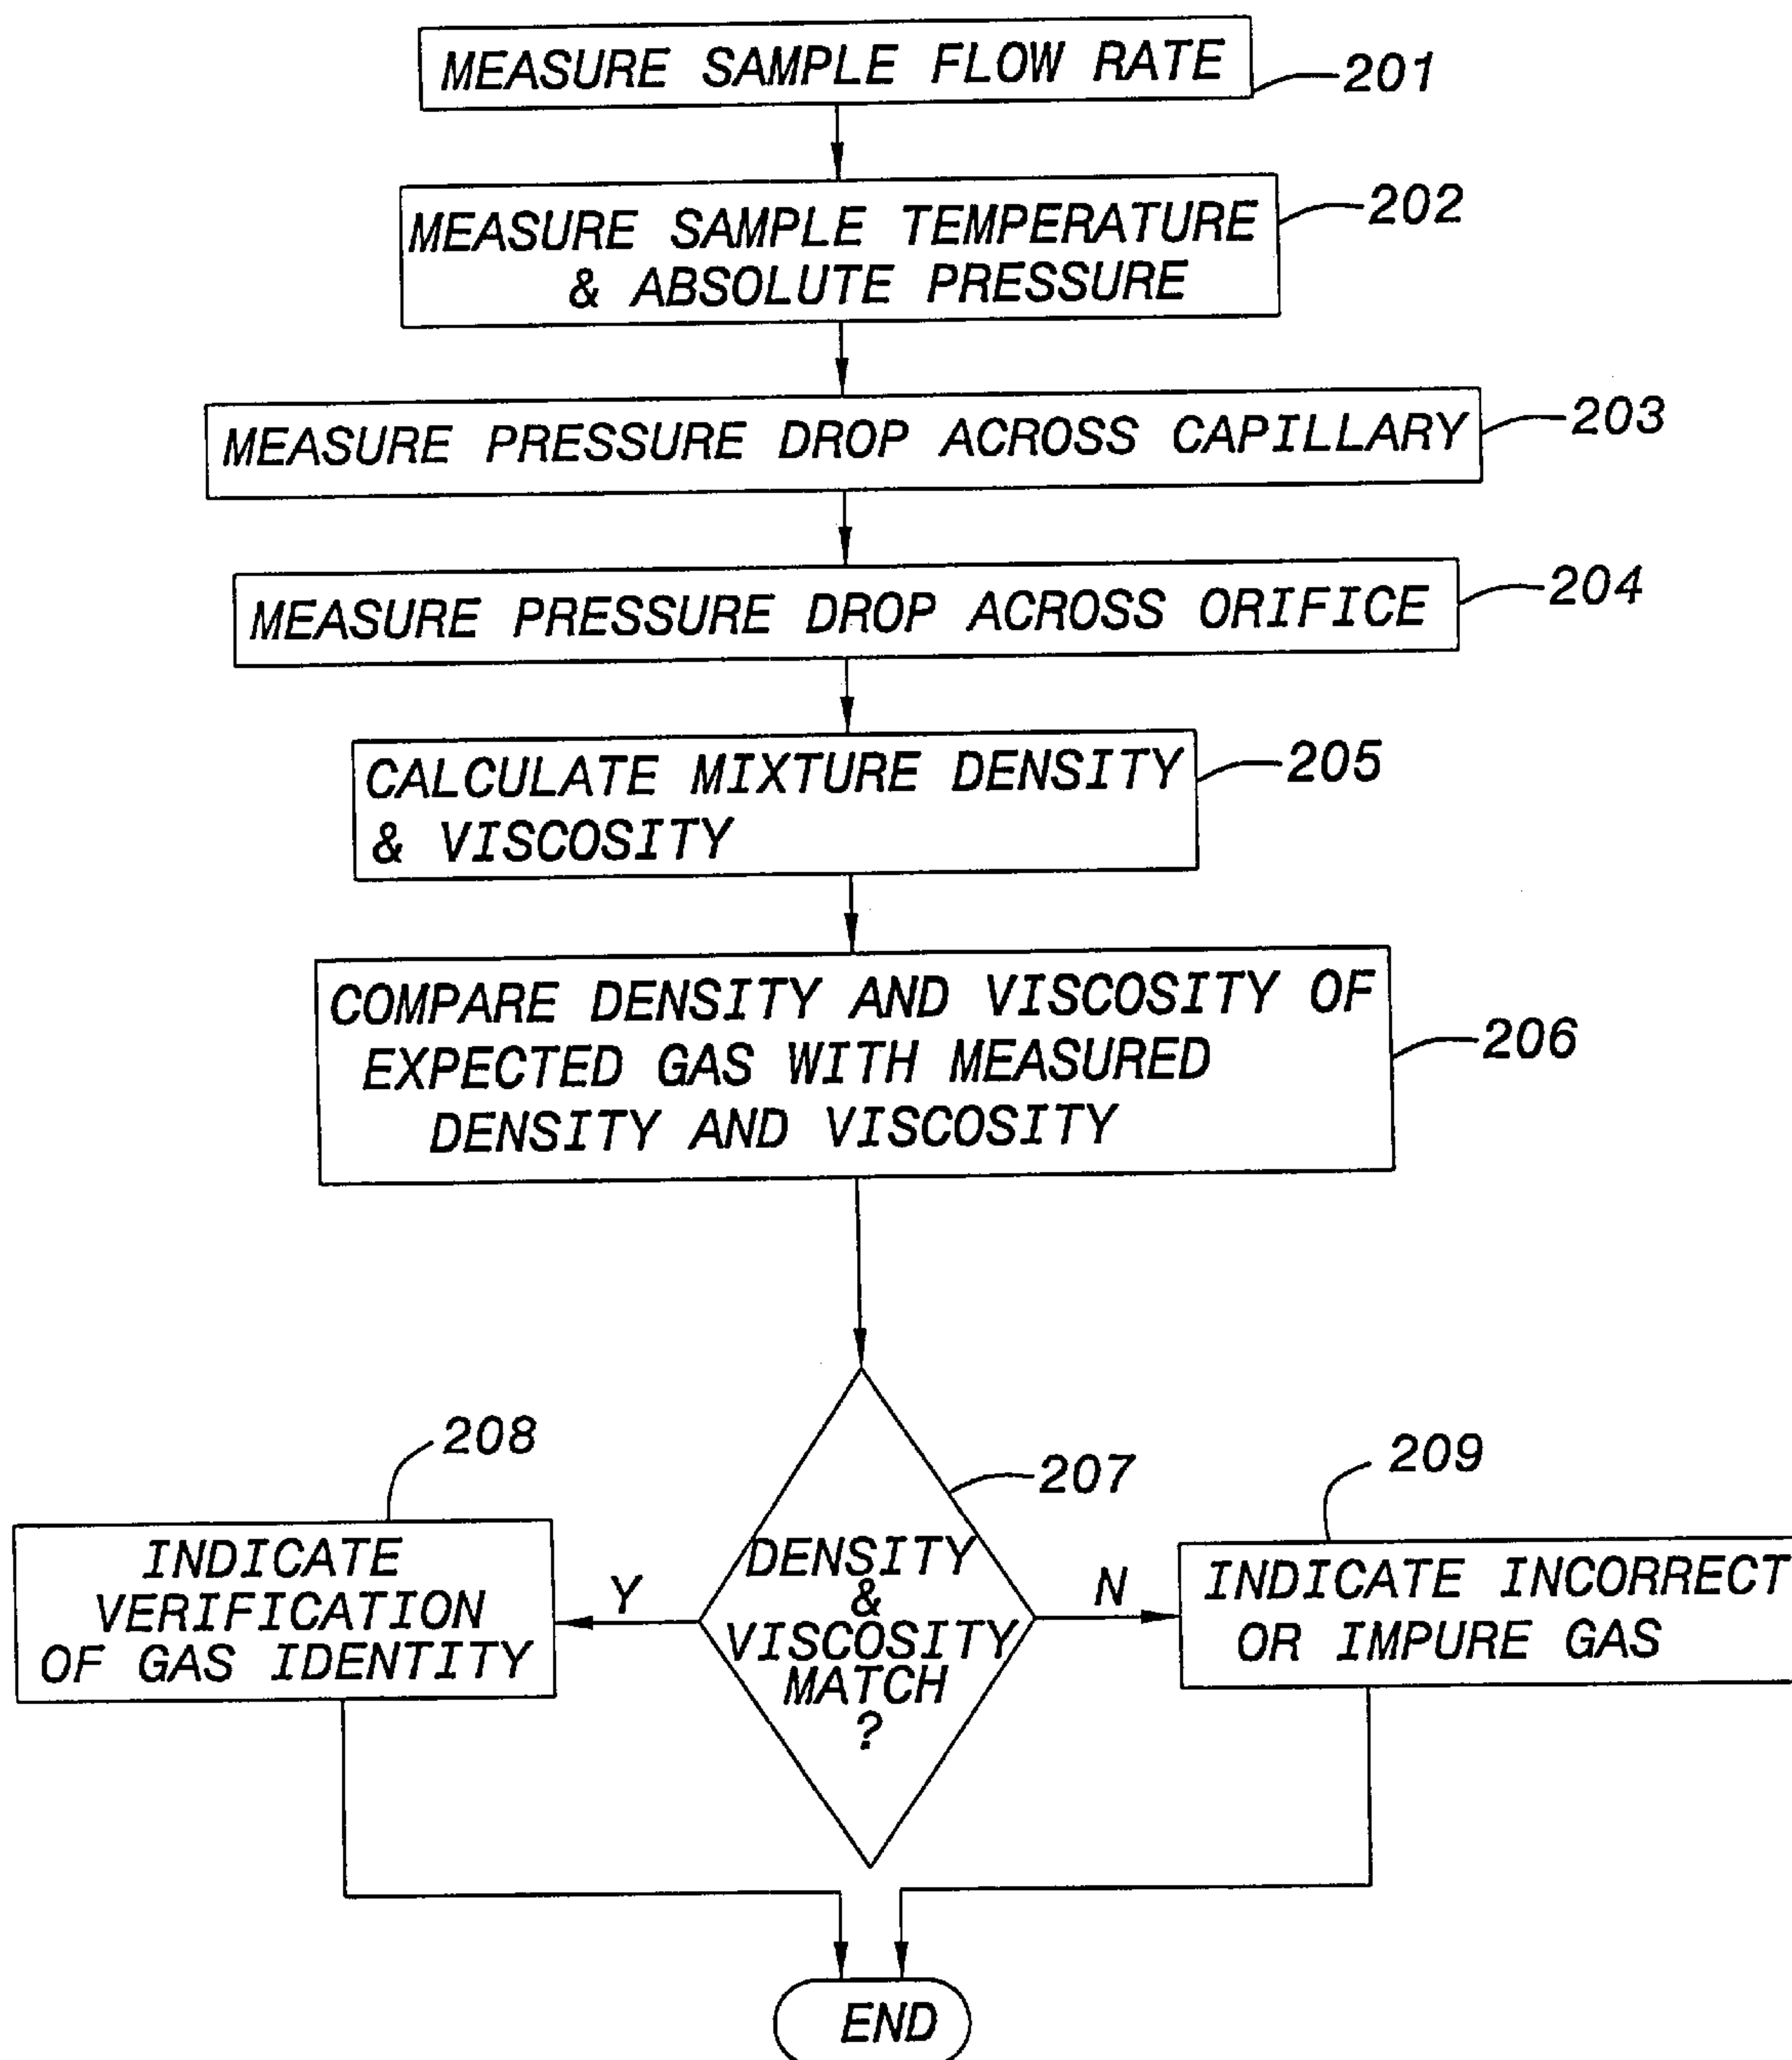 MEASURE SAMPLE FLOW RATE
201
MEASURE SAMPLE TEMPERATURE
& ABSOLUTE PRESSURE
202
MEASURE PRESSURE DROP ACROSS CAPILLARY
203
MEASURE PRESSURE DROP ACROSS ORIFICE
204
CALCULATE MIXTURE DENSITY
& VISCOSITY
205
COMPARE DENSITY AND VISCOSITY OF
EXPECTED GAS WITH MEASURED
DENSITY AND VISCOSITY
206
207
DENSITY
&
VISCOSITY
MATCH
?
Y
N
208
INDICATE
VERIFICATION
OF GAS IDENTITY
209
INDICATE INCORRECT
OR IMPURE GAS
END